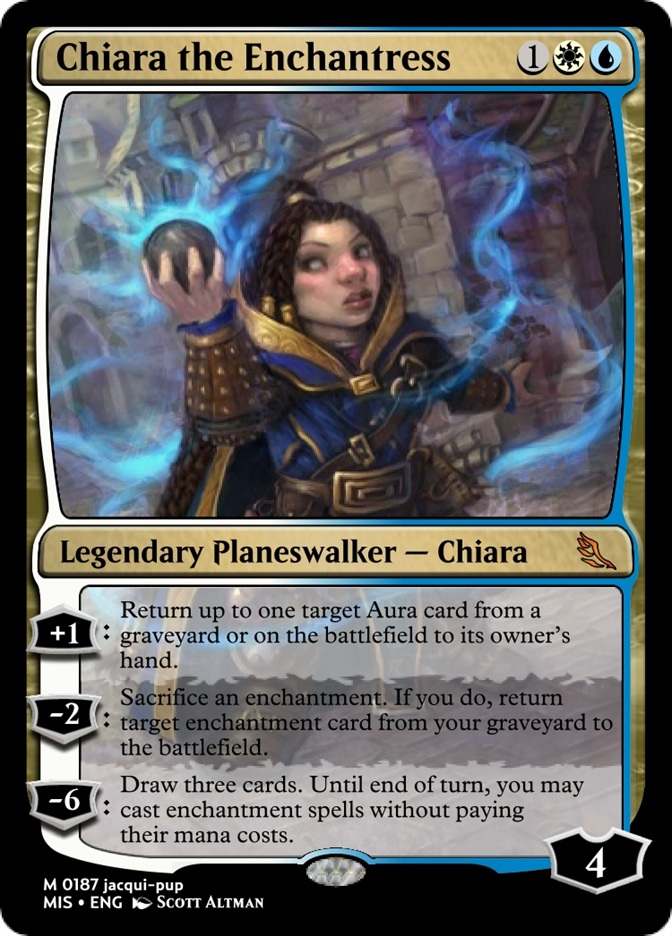 Chiara the Enchantress 1
Legendary Planeswalker — Chiara
+1: Return up to one target Aura card from a
graveyard or on the battlefield to its owner's
hand.
-2: Sacrifice an enchantment. If you do, return
target enchantment card from your graveyard to
the battlefield.
-6: Draw three cards. Until end of turn, you may
cast enchantment spells without paying
their mana costs.
4
M 0187 jacqui-pup
MIS • ENG Scott Altman